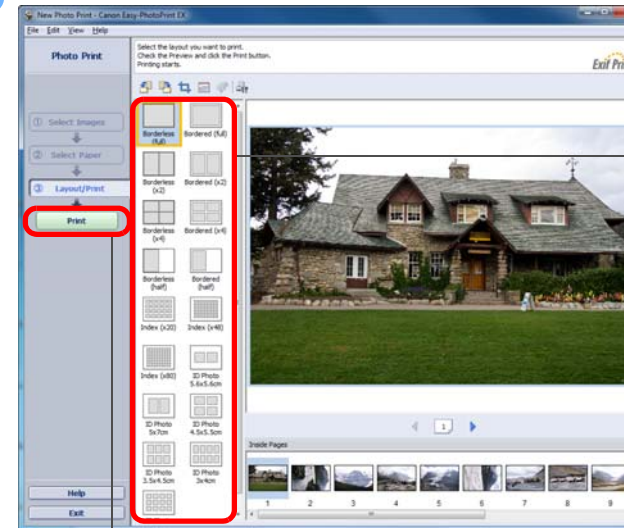 New Photo Print - Canon Easy-PhotoPrint EX
File Edit View Help
Photo Print
Select the layout you want to print.
Check the Preview and click the Print button.
Printing starts.
Exif Pri
① Select Images
② Select Paper
③ Layout/Print
Print
Borderless (full)
Bordered (full)
Borderless (x2)
Bordered (x2)
Borderless (x4)
Bordered (x4)
Borderless (half)
Bordered (half)
Index (x20)
Index (x48)
Index (x80)
ID Photo 5.6x5.6cm
ID Photo 5x7cm
ID Photo 4.5x5.5cm
ID Photo 3.5x4.5cm
ID Photo 3x4cm
1
Inside Pages
1 2 3 4 5 6 7 8 9
Help
Exit